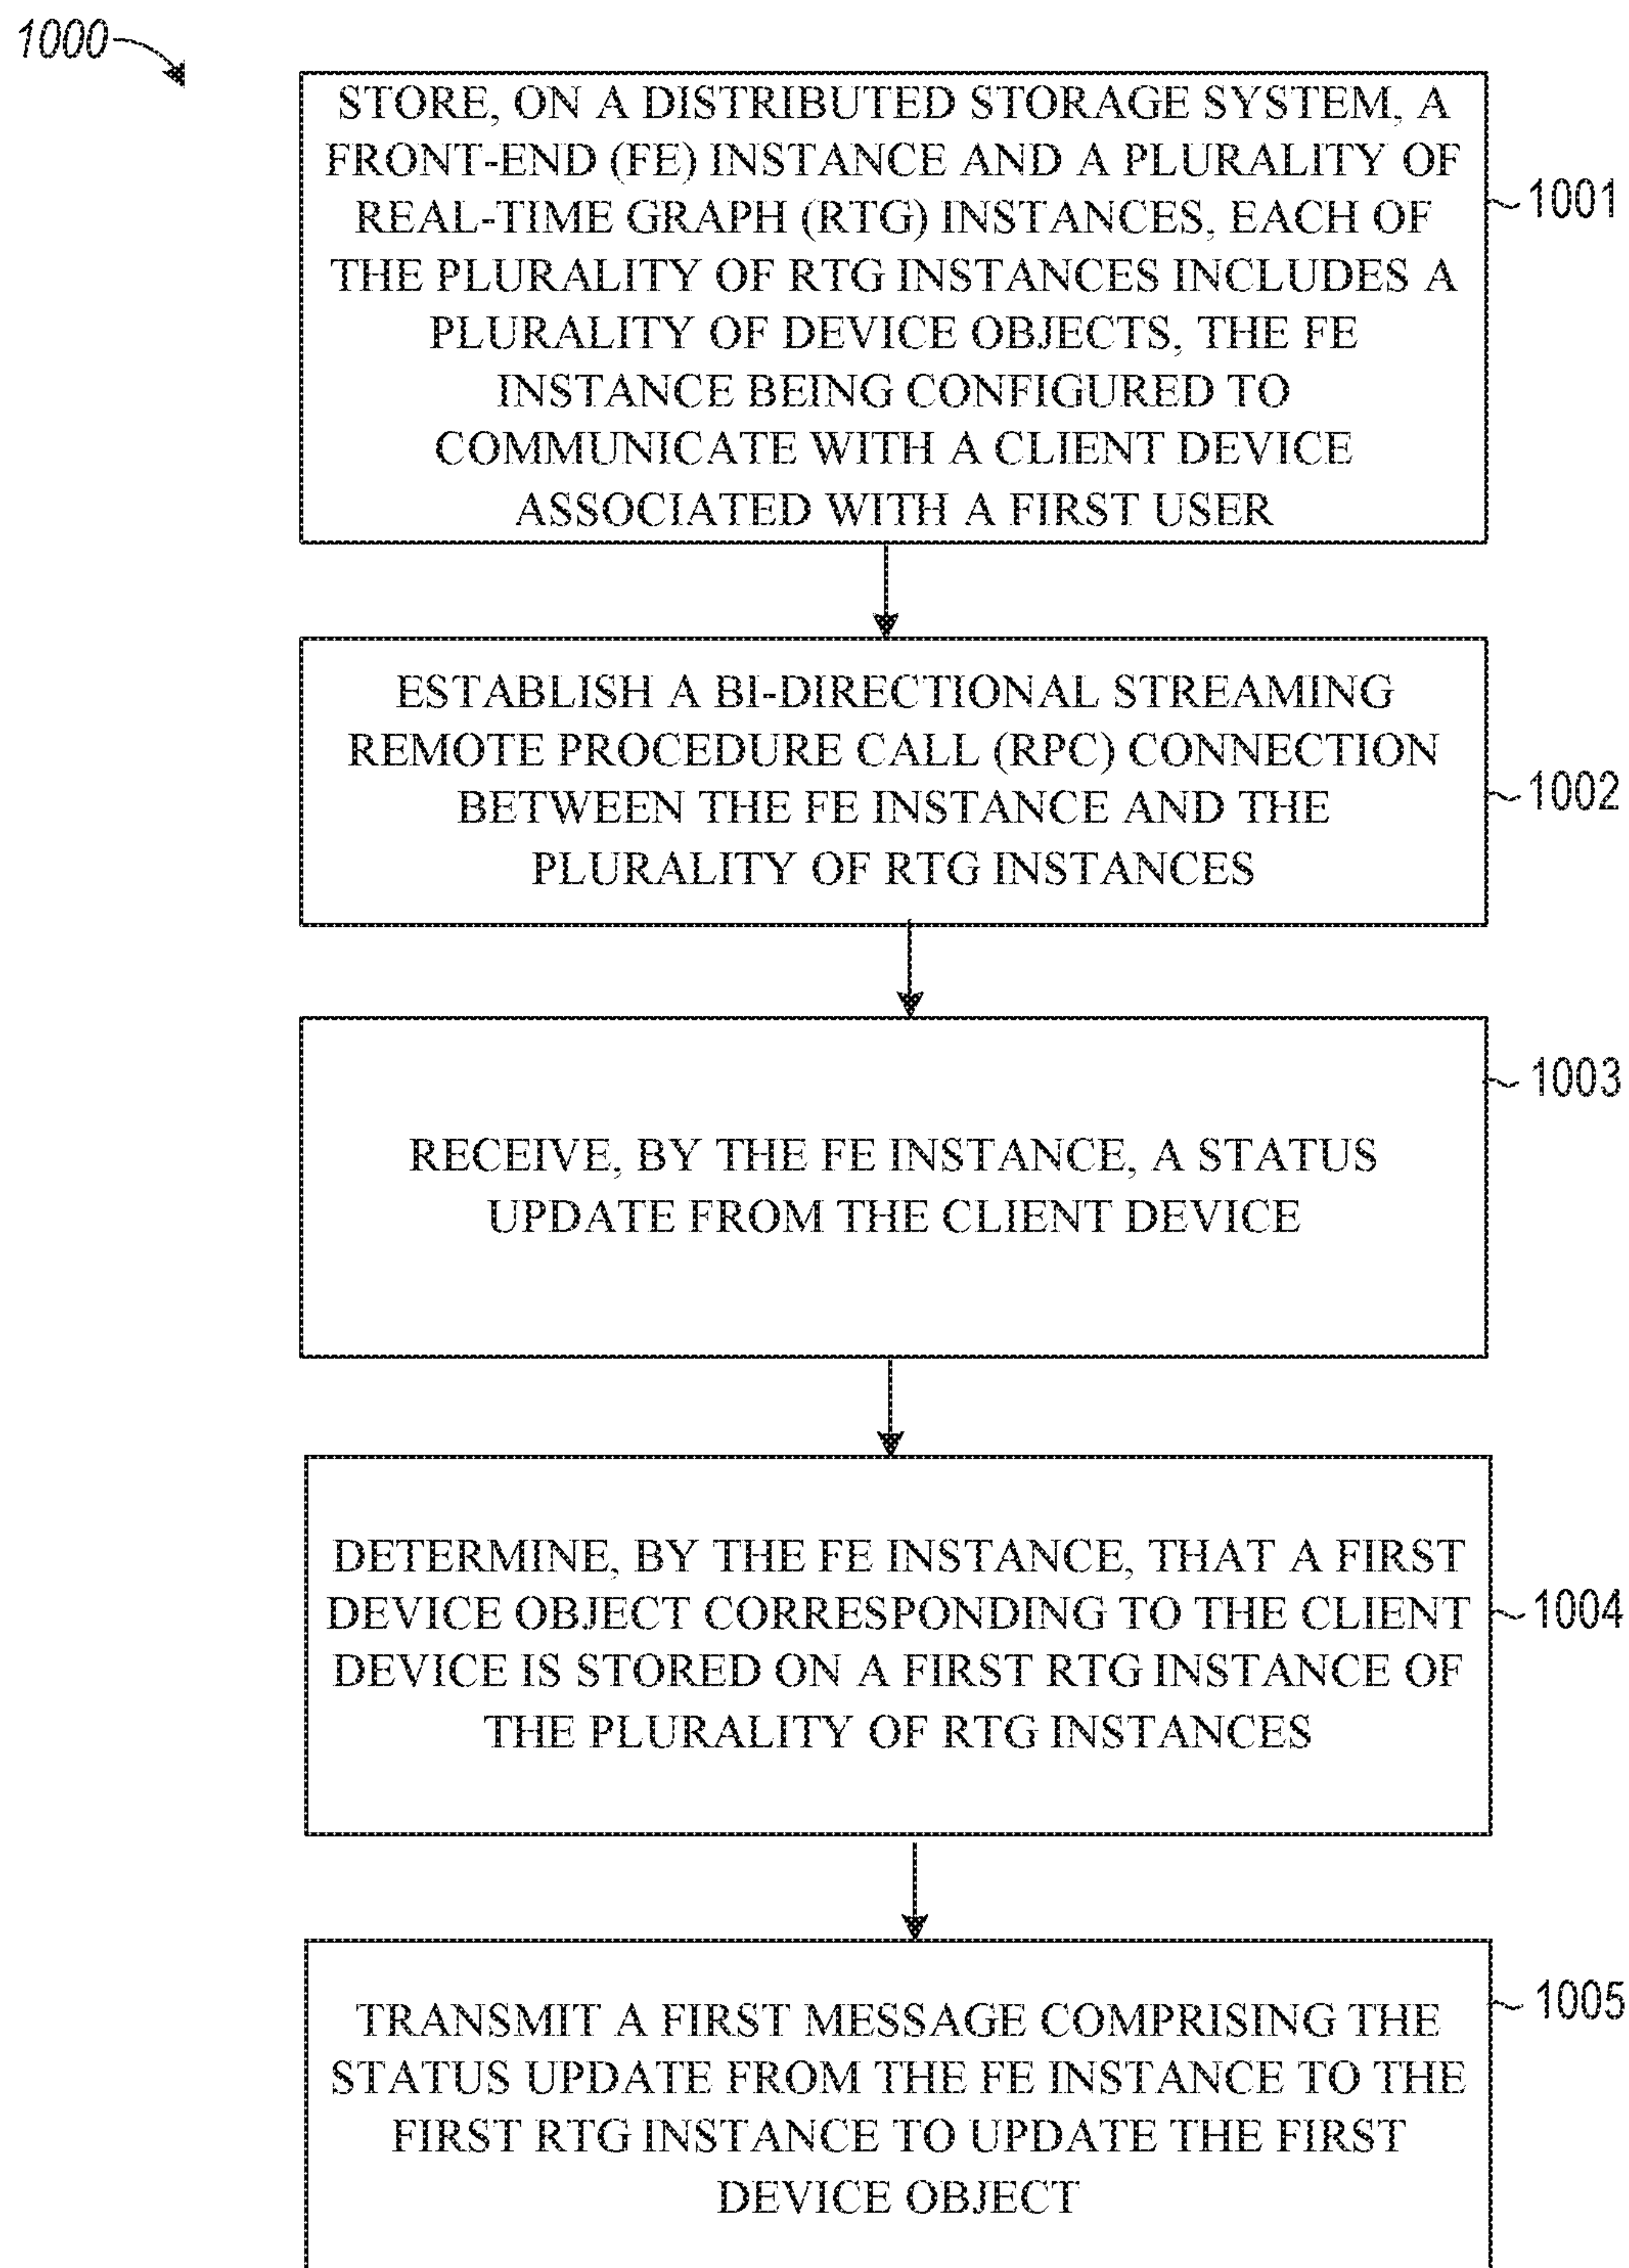 1000
STORE, ON A DISTRIBUTED STORAGE SYSTEM, A
FRONT-END (FE) INSTANCE AND A PLURALITY OF
REAL-TIME GRAPH (RTG) INSTANCES, EACH OF
THE PLURALITY OF RTG INSTANCES INCLUDES A
PLURALITY OF DEVICE OBJECTS, THE FE
INSTANCE BEING CONFIGURED TO
COMMUNICATE WITH A CLIENT DEVICE
ASSOCIATED WITH A FIRST USER
1001
ESTABLISH A BI-DIRECTIONAL STREAMING
REMOTE PROCEDURE CALL (RPC) CONNECTION
BETWEEN THE FE INSTANCE AND THE
PLURALITY OF RTG INSTANCES
1002
RECEIVE, BY THE FE INSTANCE, A STATUS
UPDATE FROM THE CLIENT DEVICE
1003
DETERMINE, BY THE FE INSTANCE, THAT A FIRST
DEVICE OBJECT CORRESPONDING TO THE CLIENT
DEVICE IS STORED ON A FIRST RTG INSTANCE OF
THE PLURALITY OF RTG INSTANCES
1004
TRANSMIT A FIRST MESSAGE COMPRISING THE
STATUS UPDATE FROM THE FE INSTANCE TO THE
FIRST RTG INSTANCE TO UPDATE THE FIRST
DEVICE OBJECT
1005